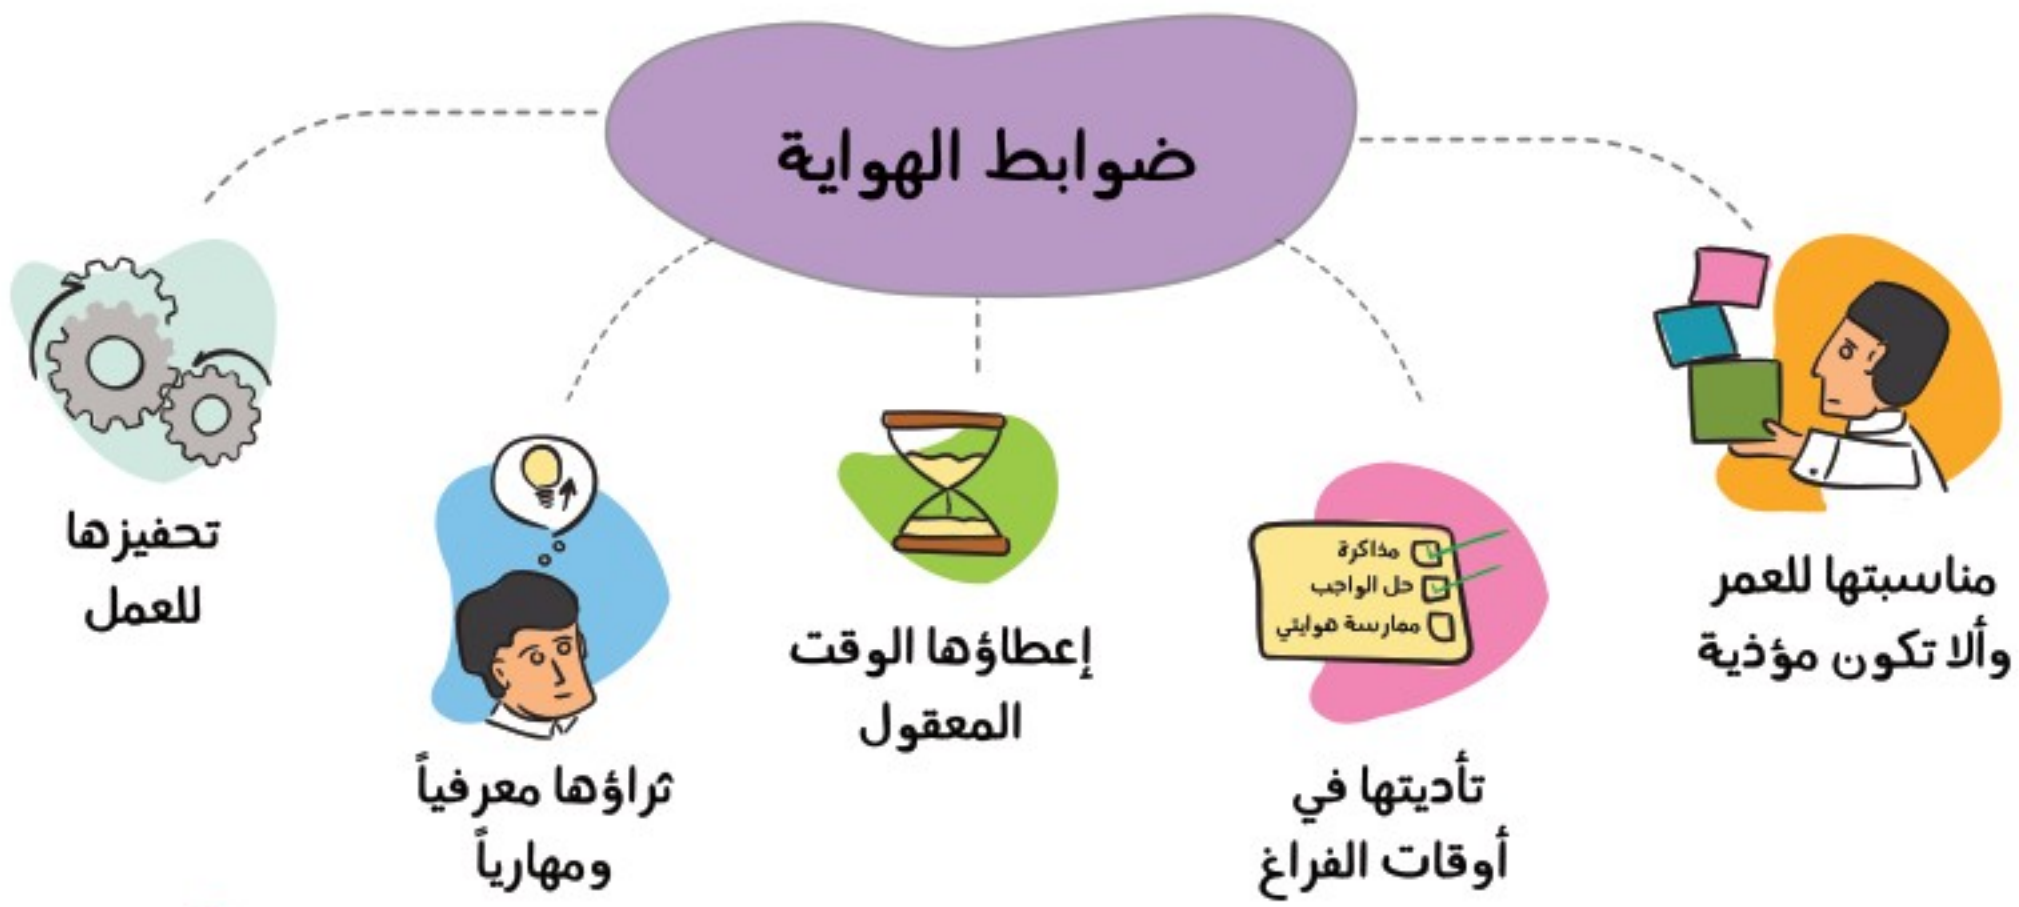 ضوابط الهواية
مناسبتها للعمر
وألا تكون مؤذية
مذاكرة
حل الواجب
ممارسة هوايتي
تأديتها في
أوقات الفراغ
إعطاؤها الوقت
المعقول
ثراؤها معرفياً
ومهارياً
تحفيزها
للعمل